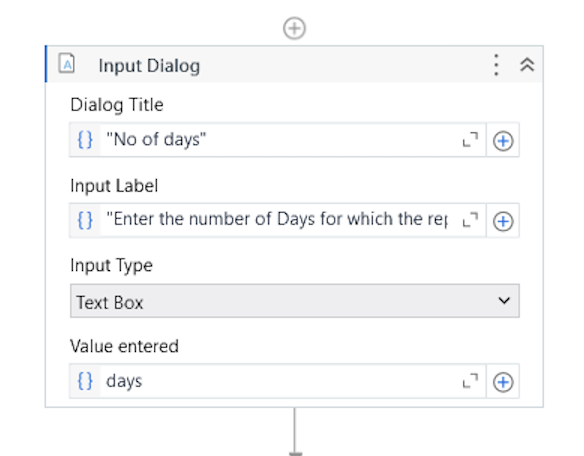 Input Dialog
Dialog Title
"No of days"
Input Label
"Enter the number of Days for which the
Input Type
Text Box
Value entered
days